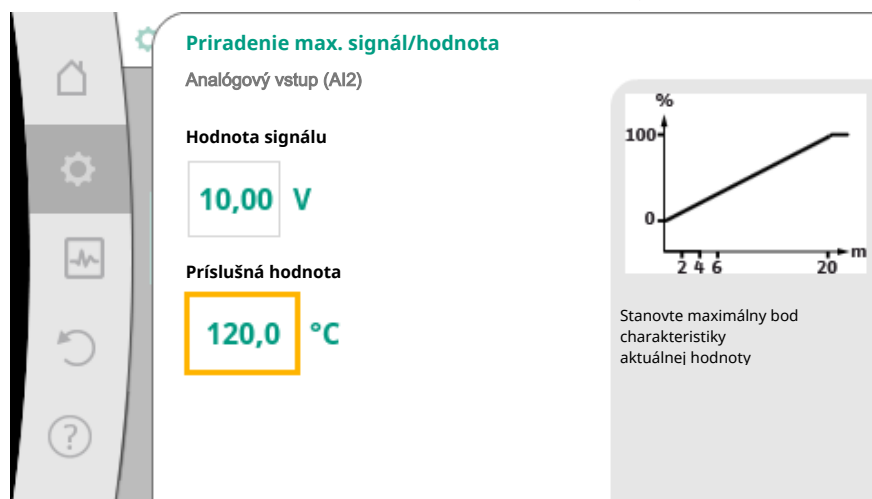 Priradenie max. signál/hodnota
Analógový vstup (AI2)
Hodnota signálu
10,00 V
Príslušná hodnota
120,0 °C
%
100
0
2 4 6 20
m
Stanovte maximálny bod
charakteristiky
aktuálnej hodnoty
?